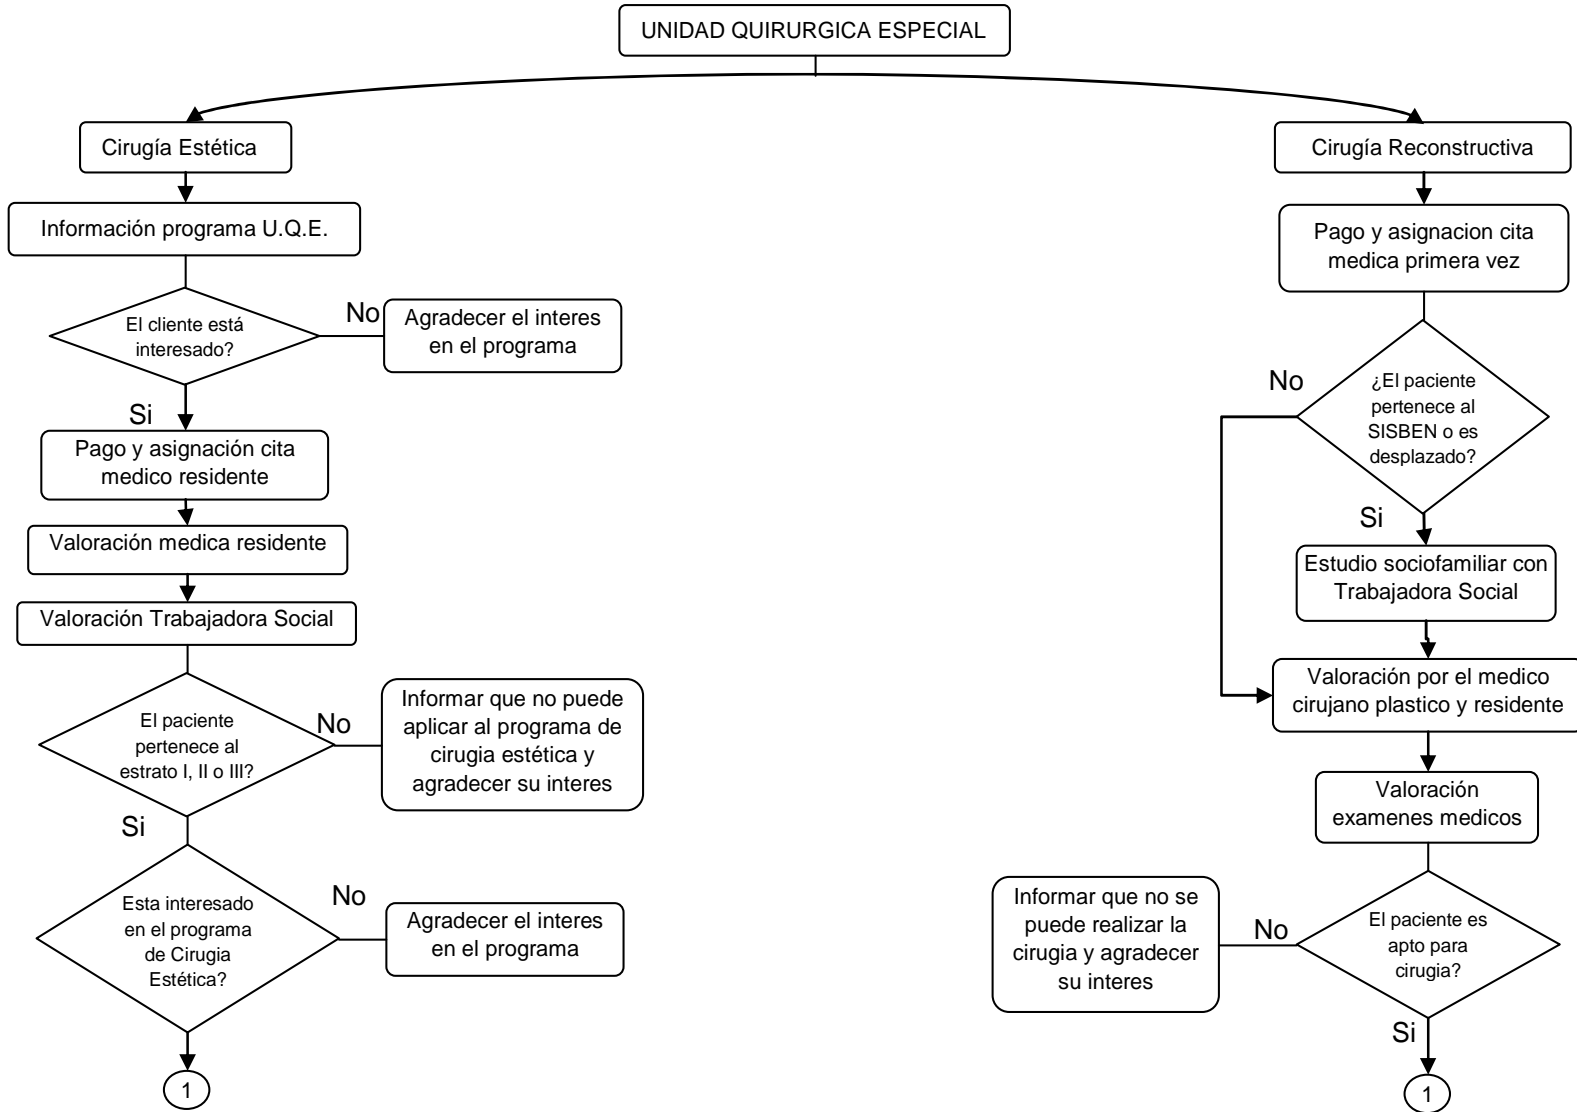 UNIDAD QUIRURGICA ESPECIAL
Cirugía Estética
Información programa U.Q.E.
El cliente está
interesado?
No
Agradecer el interes
en el programa
Si
Pago y asignación cita
medico residente
Valoración medica residente
Valoración Trabajadora Social
El paciente
pertenece al
estrato I, II o III?
No
Informar que no puede
aplicar al programa de
cirugia estética y
agradecer su interes
Si
Esta interesado
en el programa
de Cirugia
Estética?
No
Agradecer el interes
en el programa
1
Cirugía Reconstructiva
Pago y asignacion cita
medica primera vez
¿El paciente
pertenece al
SISBEN o es
desplazado?
No
Si
Estudio sociofamiliar con
Trabajadora Social
Valoración por el medico
cirujano plastico y residente
Valoración
examenes medicos
El paciente es
apto para
cirugia?
No
Informar que no se
puede realizar la
cirugia y agradecer
su interes
Si
1